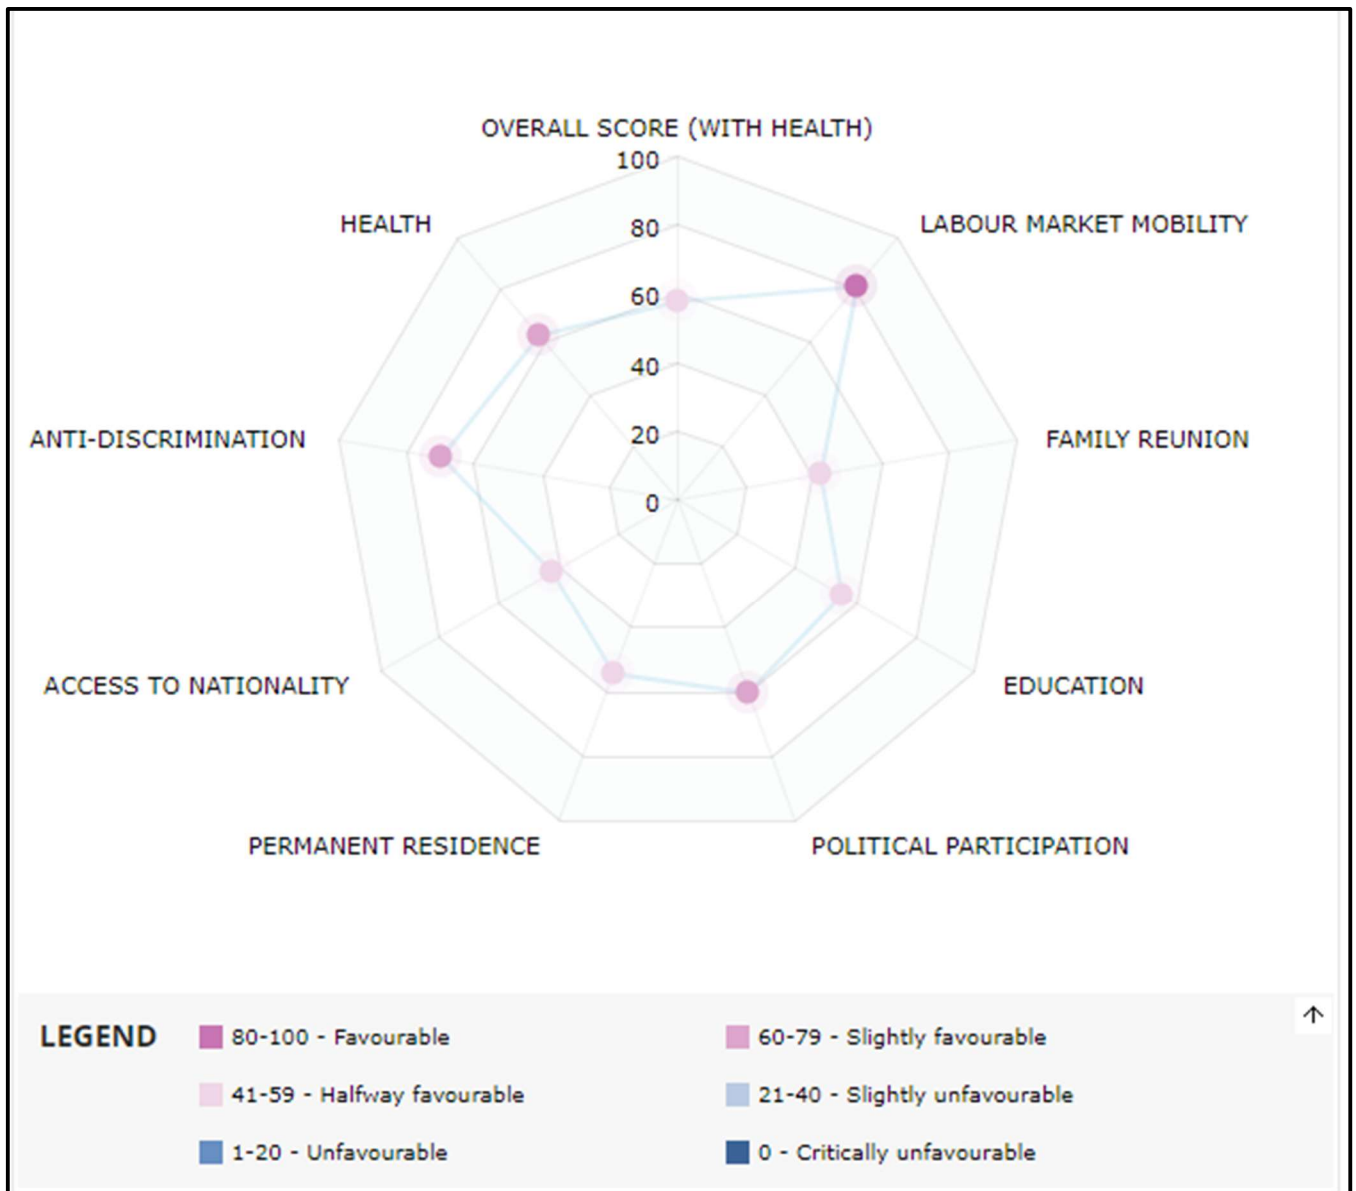 OVERALL SCORE (WITH HEALTH)
100
HEALTH
LABOUR MARKET MOBILITY
80
60
40
ANTI-DISCRIMINATION
FAMILY REUNION
20
0
ACCESS TO NATIONALITY
EDUCATION
PERMANENT RESIDENCE
POLITICAL PARTICIPATION
LEGEND
80-100 - Favourable
60-79 - Slightly favourable
41-59 - Halfway favourable
21-40 - Slightly unfavourable
1-20 - Unfavourable
0 - Critically unfavourable